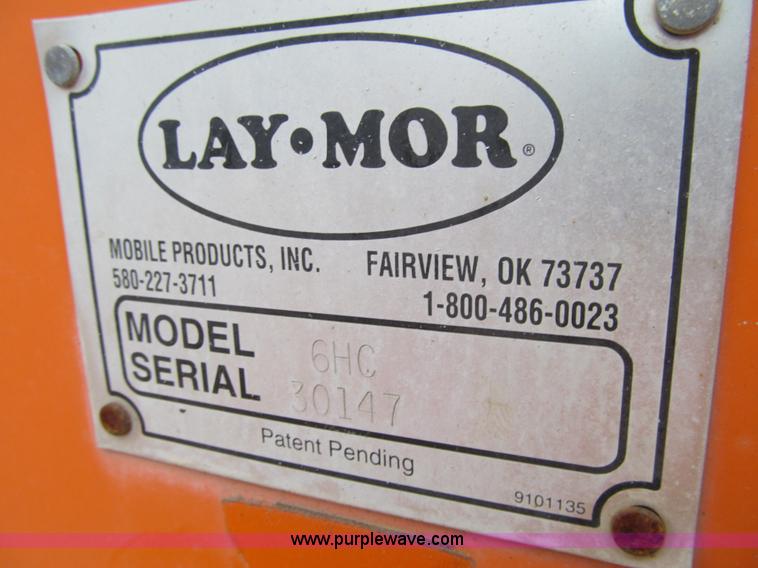 LAY•MOR®
MOBILE PRODUCTS, INC. FAIRVIEW, OK 73737
580-227-3711 1-800-486-0023
MODEL 6HC
SERIAL 30147
Patent Pending
9101135
www.purplewave.com